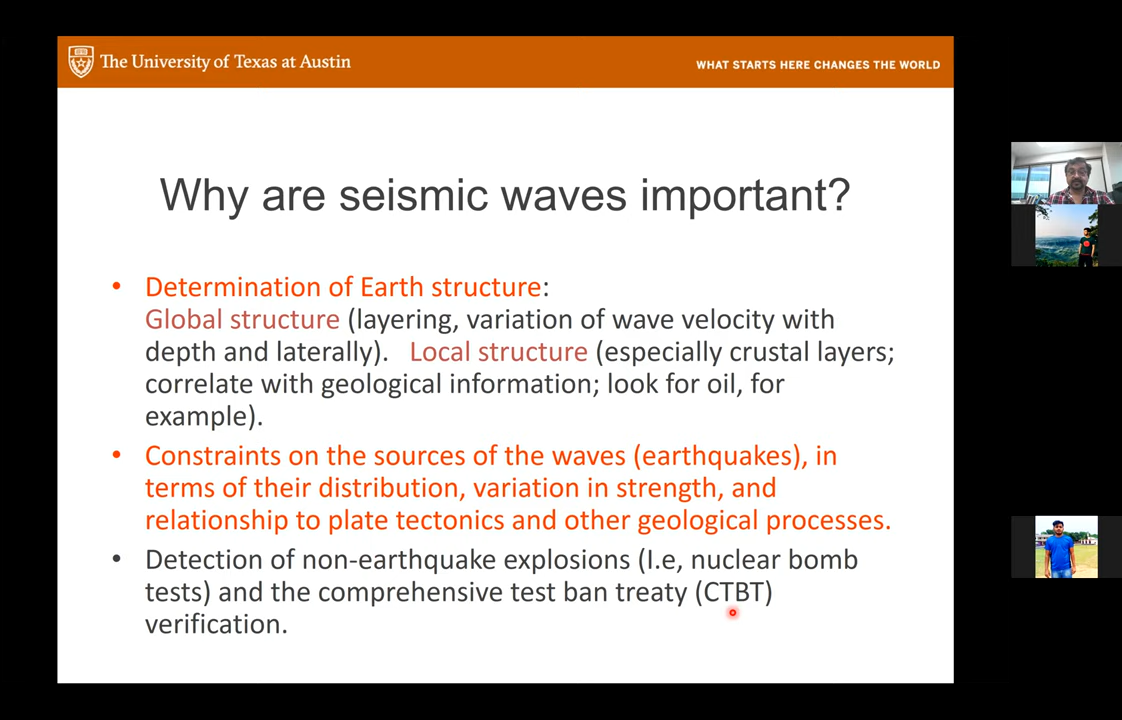 The University of Texas at Austin
WHAT STARTS HERE CHANGES THE WORLD
Why are seismic waves important?
• Determination of Earth structure:
Global structure (layering, variation of wave velocity with
depth and laterally). Local structure (especially crustal layers;
correlate with geological information; look for oil, for
example).
• Constraints on the sources of the waves (earthquakes), in
terms of their distribution, variation in strength, and
relationship to plate tectonics and other geological processes.
• Detection of non-earthquake explosions (I.e, nuclear bomb
tests) and the comprehensive test ban treaty (CTBT)
verification.